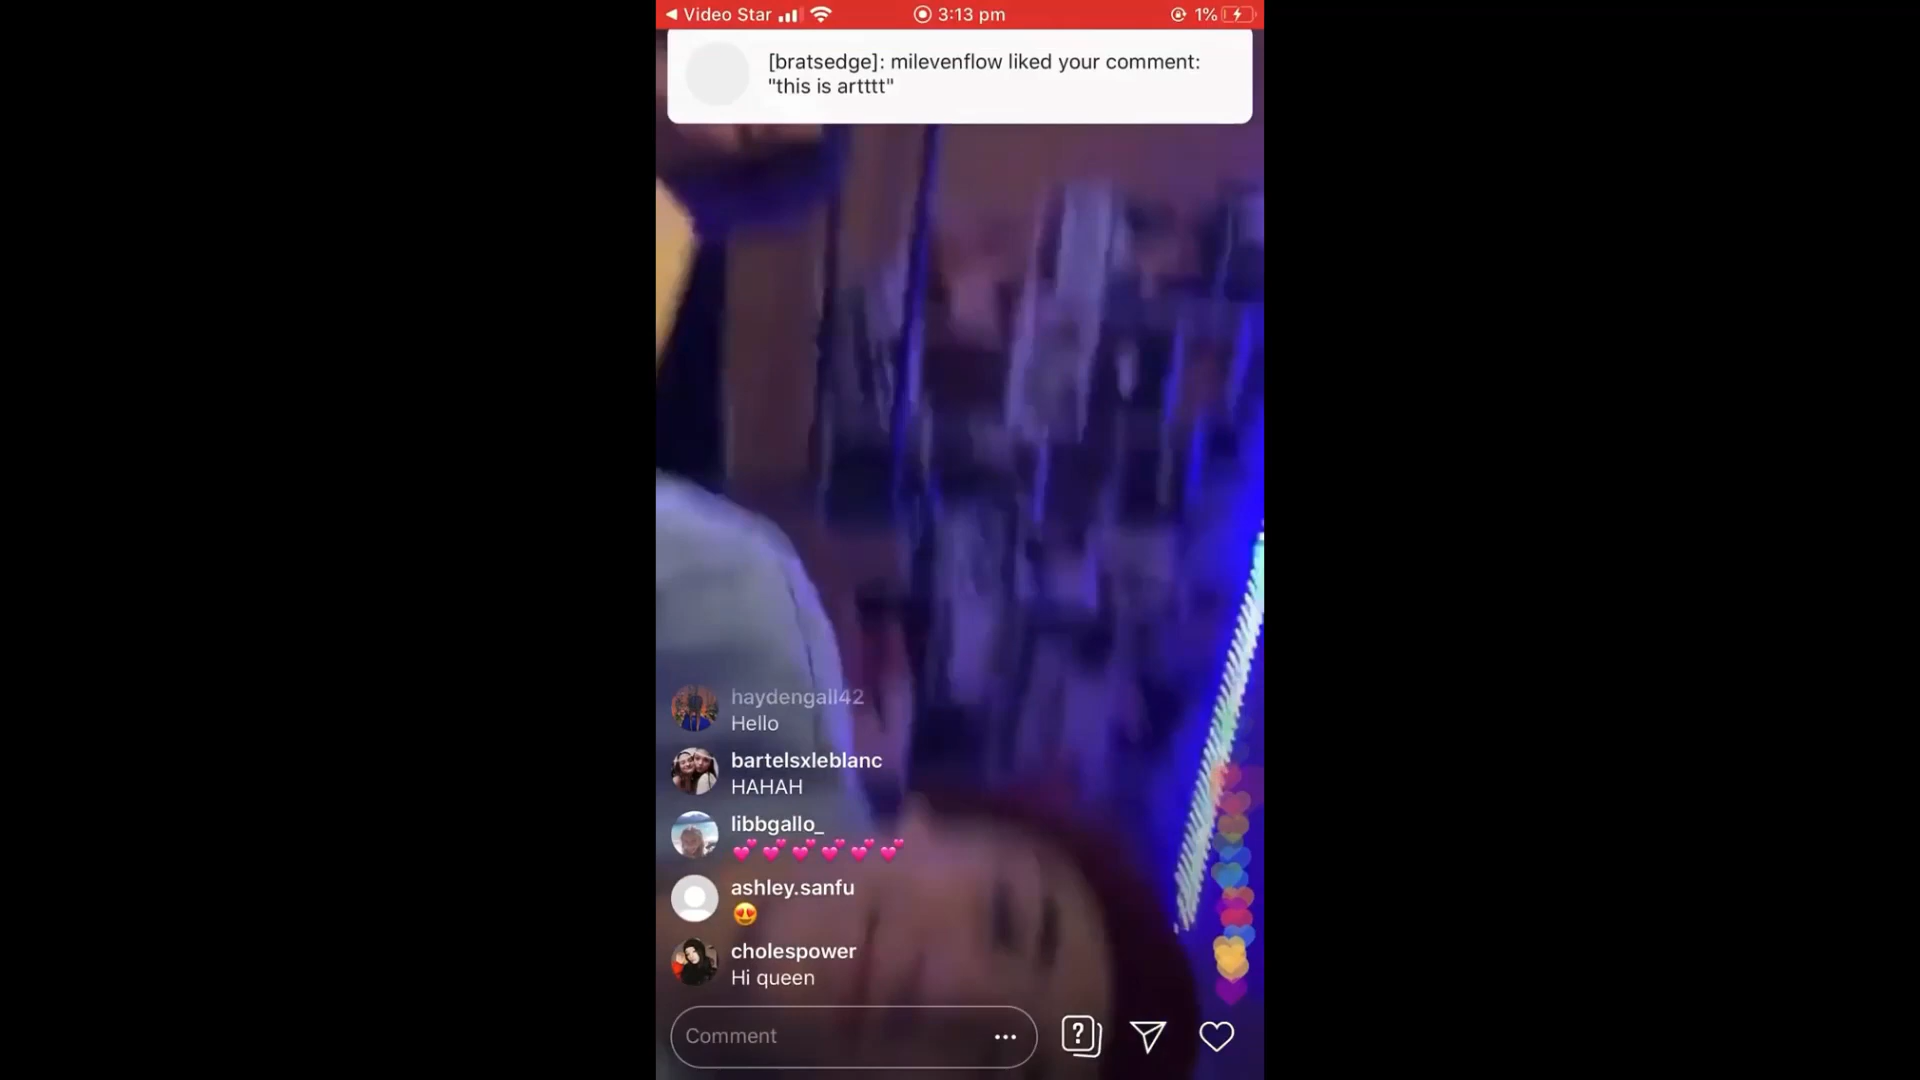 Video Star
3:13 pm
1%
[bratsedge]: milevenflow liked your comment:
"this is artttt"
haydengall42
Hello
bartelsxleblanc
HAHAH
libbgallo_
💕💕💕💕💕💕
ashley.sanfu
😍
cholespower
Hi queen
Comment